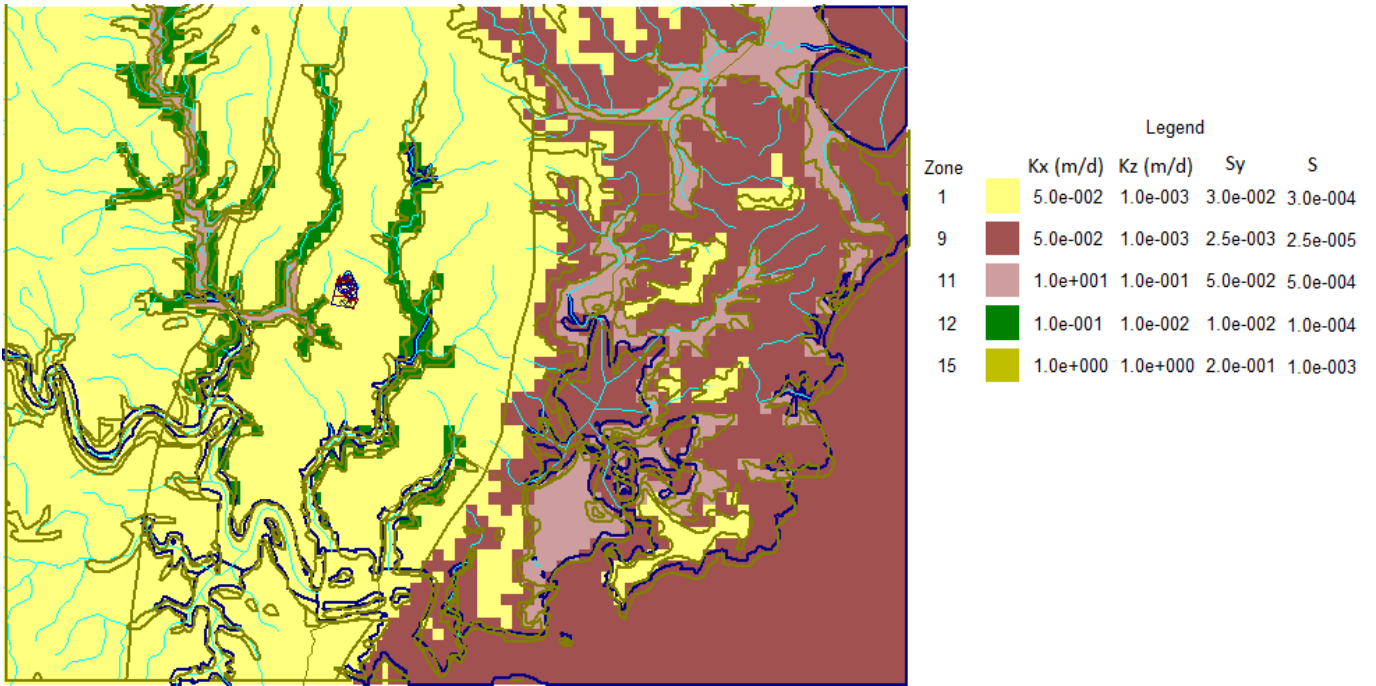 Legend
Zone Kx (m/d) Kz (m/d) Sy S
1 5.0e-002 1.0e-003 3.0e-002 3.0e-004
9 5.0e-002 1.0e-003 2.5e-003 2.5e-005
11 1.0e+001 1.0e-001 5.0e-002 5.0e-004
12 1.0e-001 1.0e-002 1.0e-002 1.0e-004
15 1.0e+000 1.0e+000 2.0e-001 1.0e-003